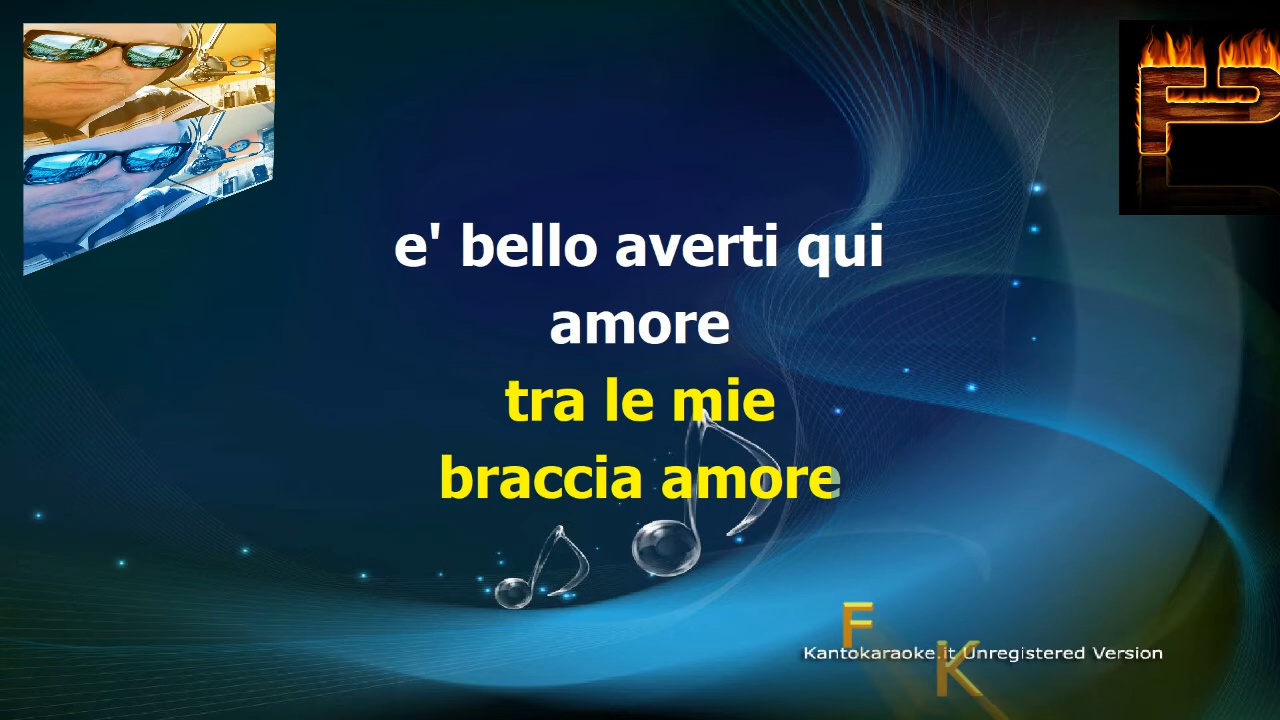 e' bello averti qui
amore
tra le mie
braccia amore
F
Kantokaraoke.it Unregistered Version
K